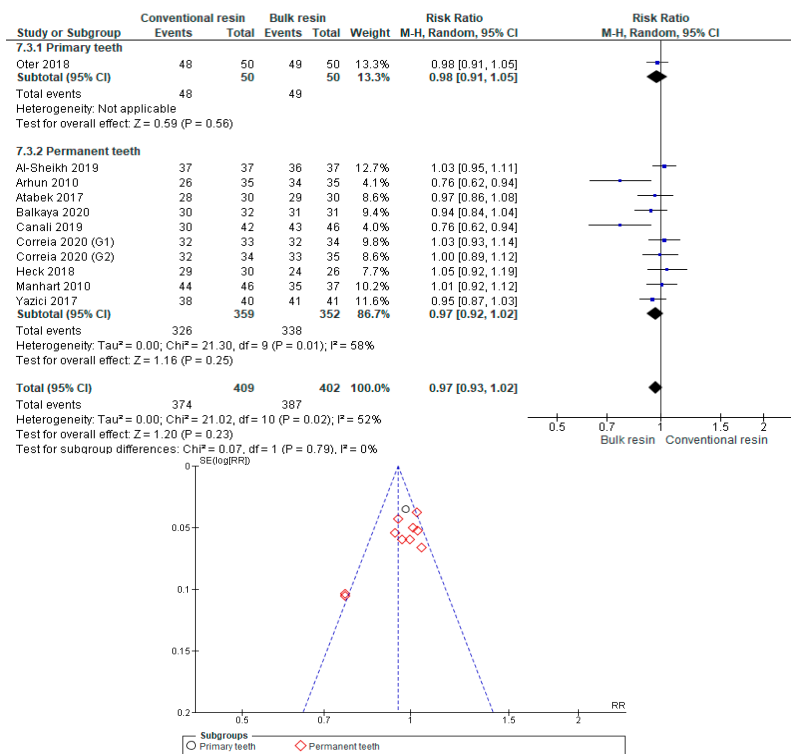 Conventional resin Bulk resin Risk Ratio Risk Ratio
Study or Subgroup Events Total Events Total Weight M-H, Random, 95% CI M-H, Random, 95% CI
7.3.1 Primary teeth
Oter 2018 48 50 49 50 13.3% 0.98 [0.91, 1.05]
Subtotal (95% CI) 50 50 13.3% 0.98 [0.91, 1.05]
Total events 48 49
Heterogeneity: Not applicable
Test for overall effect: Z = 0.59 (P = 0.56)
7.3.2 Permanent teeth
Al-Sheikh 2019 37 37 36 37 12.7% 1.03 [0.95, 1.11]
Arhun 2010 26 35 34 35 4.1% 0.76 [0.62, 0.94]
Atabek 2017 28 30 29 30 8.6% 0.97 [0.86, 1.08]
Balkaya 2020 30 32 31 31 9.4% 0.94 [0.84, 1.04]
Canali 2019 30 42 43 46 4.0% 0.76 [0.62, 0.94]
Correia 2020 (G1) 32 33 32 34 9.8% 1.03 [0.93, 1.14]
Correia 2020 (G2) 32 34 33 35 8.6% 1.00 [0.89, 1.12]
Heck 2018 29 30 24 26 7.7% 1.05 [0.92, 1.19]
Manhart 2010 44 46 35 37 10.2% 1.01 [0.92, 1.12]
Yazici 2017 38 40 41 41 11.6% 0.95 [0.87, 1.03]
Subtotal (95% CI) 359 352 86.7% 0.97 [0.92, 1.02]
Total events 326 338
Heterogeneity: Tau² = 0.00; Chi² = 21.30, df = 9 (P = 0.01); I² = 58%
Test for overall effect: Z = 1.16 (P = 0.25)
Total (95% CI) 409 402 100.0% 0.97 [0.93, 1.02]
Total events 374 387
Heterogeneity: Tau² = 0.00; Chi² = 21.02, df = 10 (P = 0.02); I² = 52%
Test for overall effect: Z = 1.20 (P = 0.23)
Test for subgroup differences: Chi² = 0.07, df = 1 (P = 0.79), I² = 0%
0.5 0.7 1 1.5 2
Bulk resin Conventional resin
SE(log[RR])
0
0.05
0.1
0.15
0.2
RR
0.5 0.7 1 1.5 2
Subgroups
Primary teeth Permanent teeth